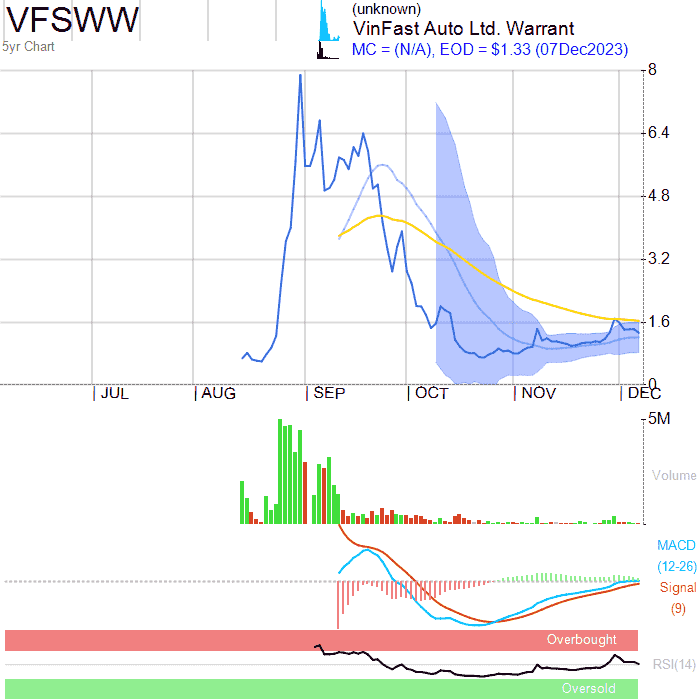 VFSWW
(unknown)
VinFast Auto Ltd. Warrant
5yr Chart
MC = (N/A), EOD = $1.33 (07Dec2023)
8
6.4
4.8
3.2
1.6
0
JUL AUG SEP OCT NOV DEC
5M
Volume
MACD
(12-26)
Signal
(9)
Overbought
RSI(14)
Oversold